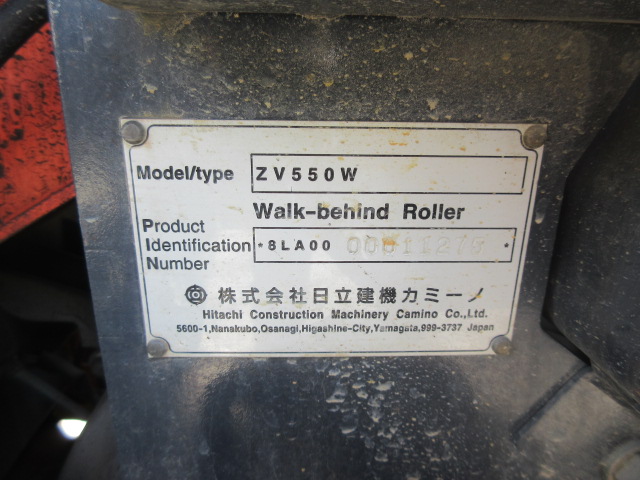 Model/type ZV550W
Walk-behind Roller
Product
Identification *8LA00 00011279 *
Number
株式会社日立建機カミーノ
Hitachi Construction Machinery Camino Co.,Ltd.
5600-1,Nanakubo,Osanagi,Higashine-City,Yamagata,999-3737 Japan